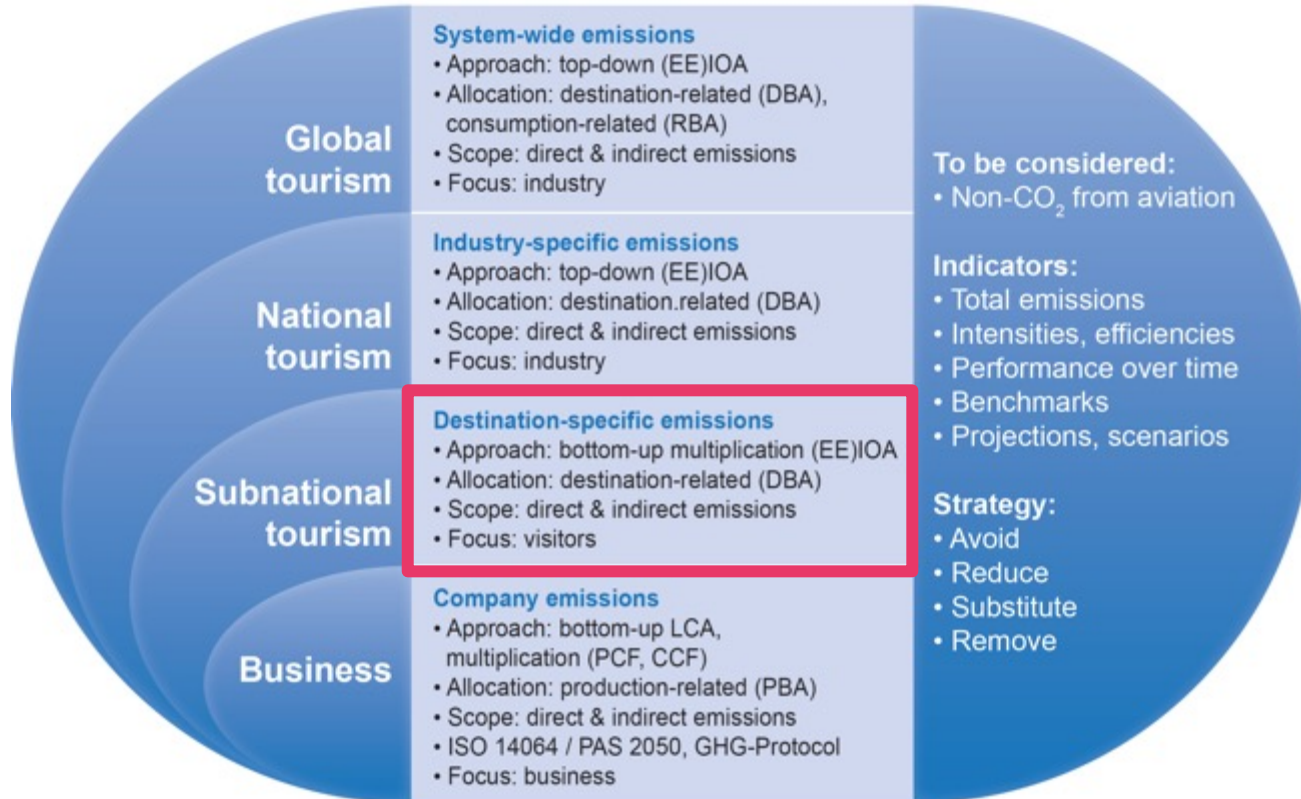 Global
tourism
System-wide emissions
• Approach: top-down (EE)IOA
• Allocation: destination-related (DBA),
consumption-related (RBA)
• Scope: direct & indirect emissions
• Focus: industry
National
tourism
Industry-specific emissions
• Approach: top-down (EE)IOA
• Allocation: destination.related (DBA)
• Scope: direct & indirect emissions
• Focus: industry
Subnational
tourism
Destination-specific emissions
• Approach: bottom-up multiplication (EE)IOA
• Allocation: destination-related (DBA)
• Scope: direct & indirect emissions
• Focus: visitors
Business
Company emissions
• Approach: bottom-up LCA,
multiplication (PCF, CCF)
• Allocation: production-related (PBA)
• Scope: direct & indirect emissions
• ISO 14064 / PAS 2050, GHG-Protocol
• Focus: business
To be considered:
• Non-CO₂ from aviation
Indicators:
• Total emissions
• Intensities, efficiencies
• Performance over time
• Benchmarks
• Projections, scenarios
Strategy:
• Avoid
• Reduce
• Substitute
• Remove